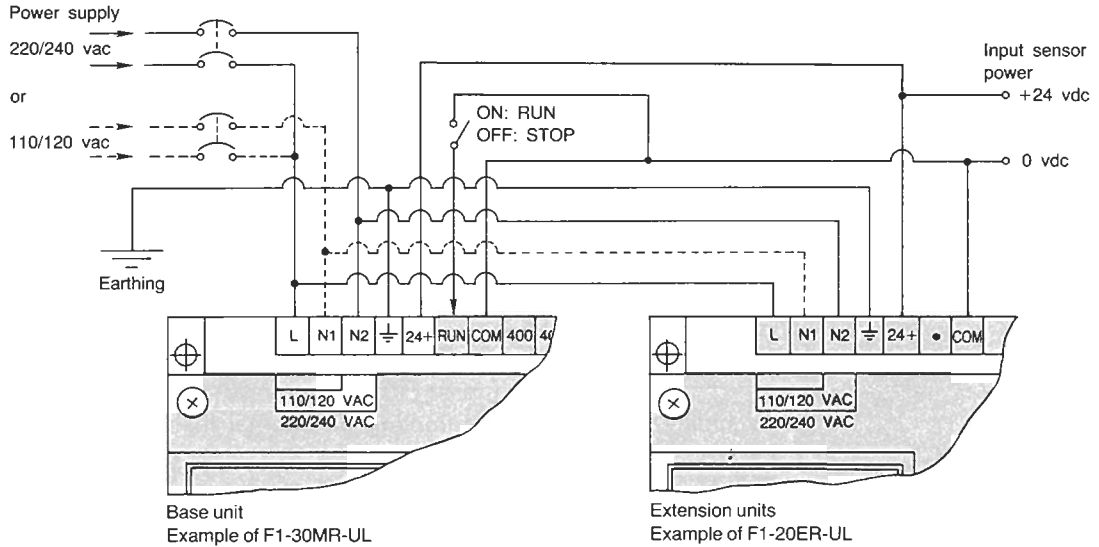 Power supply
220/240 vac
or
110/120 vac
Earthing
ON: RUN
OFF: STOP
Input sensor
power
+24 vdc
0 vdc
L N1 N2 24+ RUN COM 400 4
110/120 VAC
220/240 VAC
Base unit
Example of F1-30MR-UL
L N1 N2 24+ • COM
110/120 VAC
220/240 VAC
Extension units
Example of F1-20ER-UL